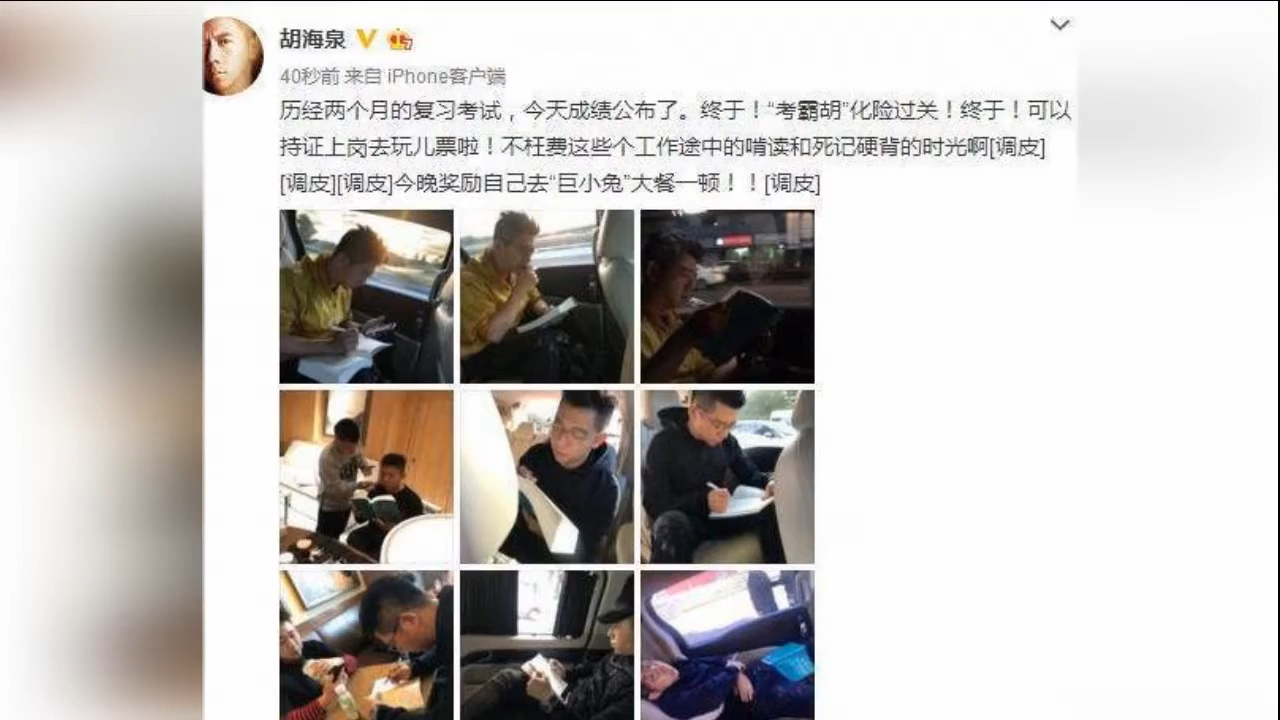 胡海泉
40秒前 来自 iPhone客户端
历经两个月的复习考试，今天成绩公布了。终于！“考霸胡”化险过关！终于！可以
持证上岗去玩儿票啦！不枉费这些个工作途中的啃读和死记硬背的时光啊[调皮]
[调皮][调皮]今晚奖励自己去“巨小兔”大餐一顿！！[调皮]